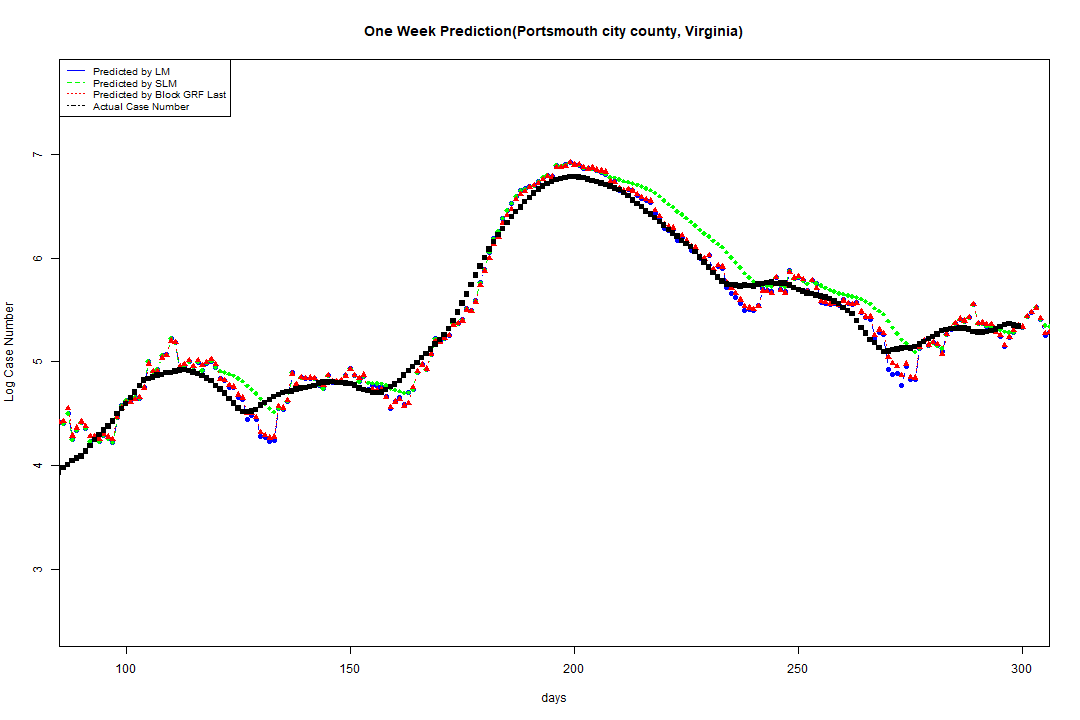 One Week Prediction(Portsmouth city county, Virginia)
Predicted by LM
Predicted by SLM
Predicted by Block GRF Last
Actual Case Number
Log Case Number
7
6
5
4
3
100 150 200 250 300
days